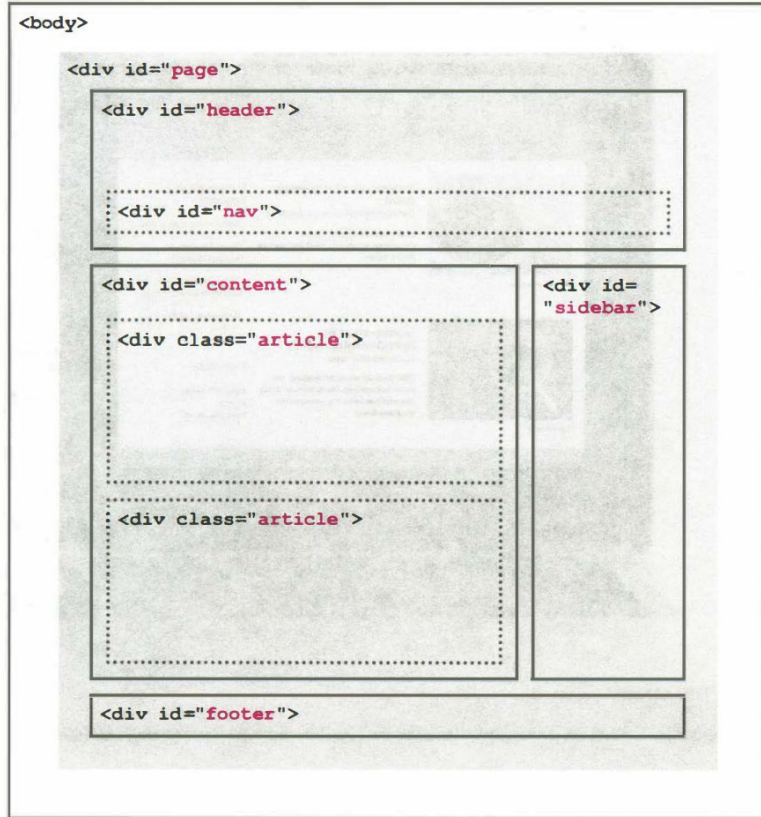 <body>
<div id="page">
<div id="header">
<div id="nav">
<div id="content">
<div class="article">
<div class="article">
<div id=
"sidebar">
<div id="footer">